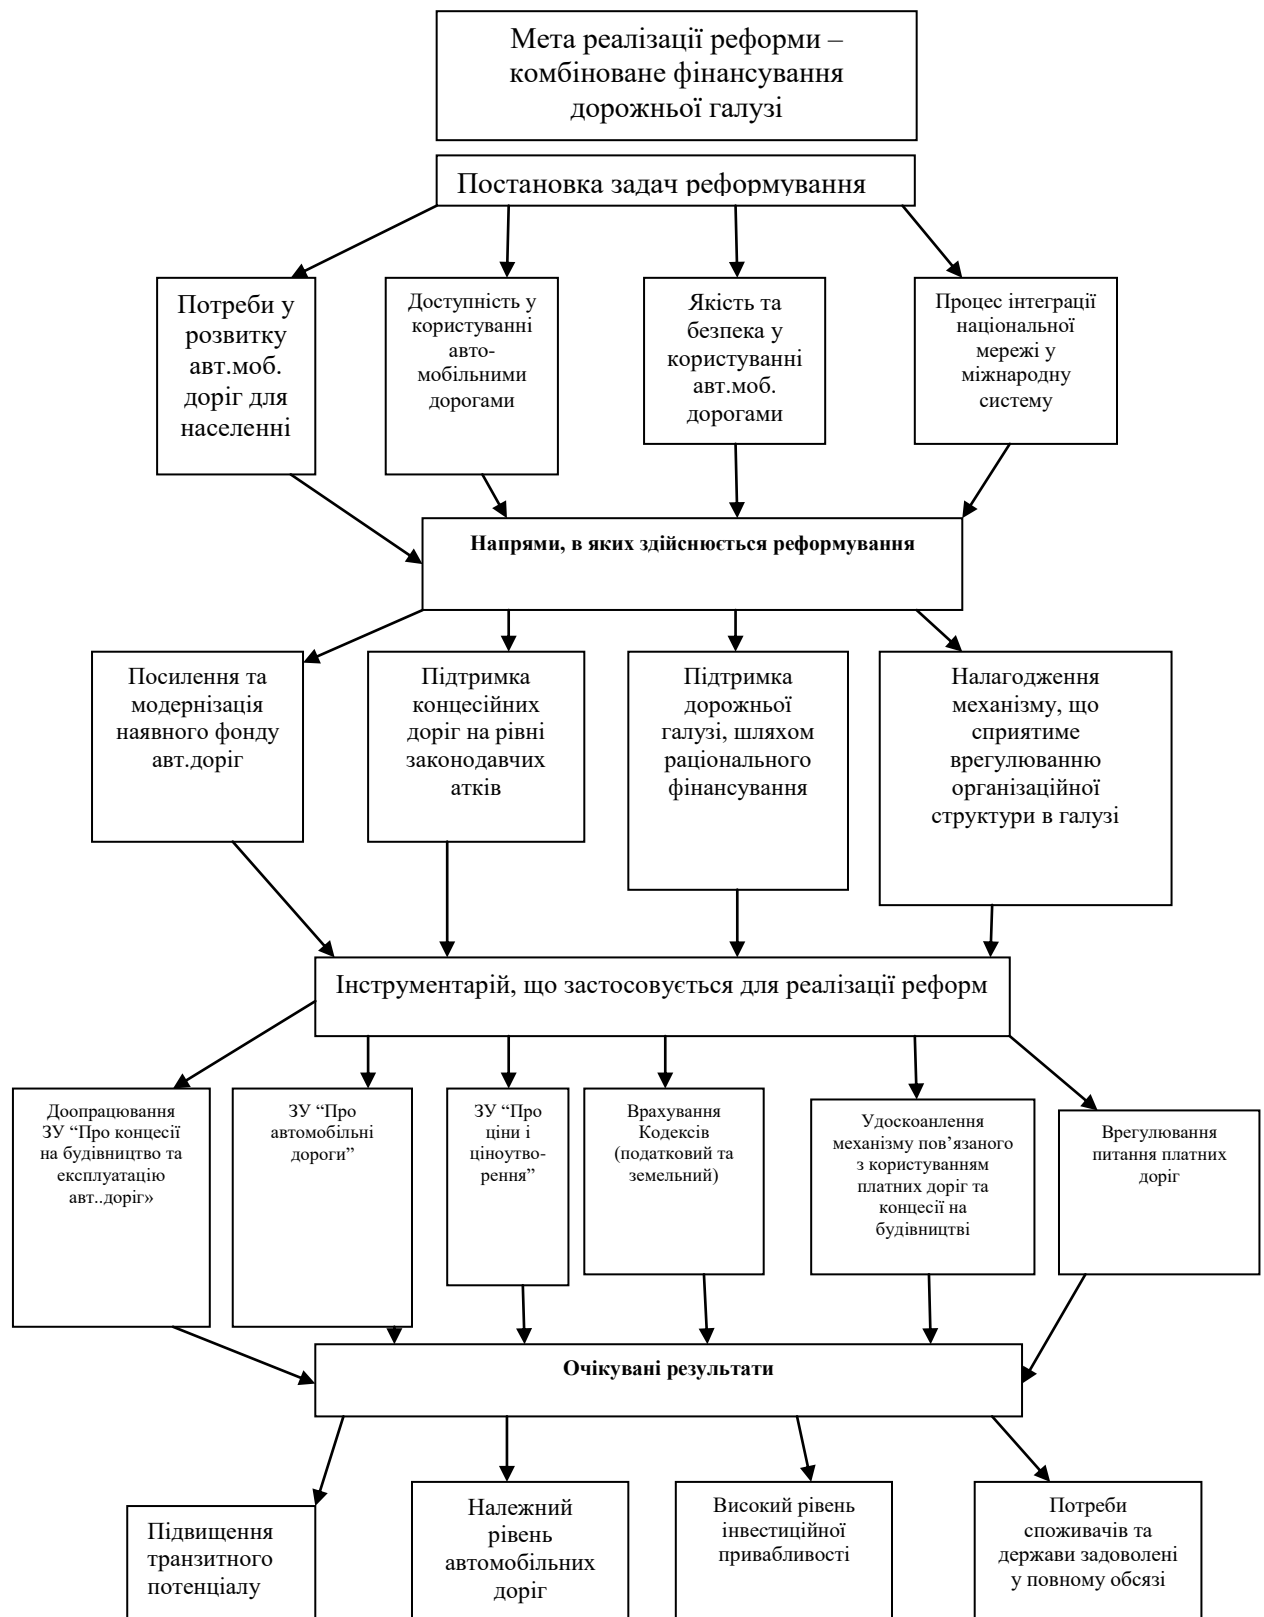 Мета реалізації реформи –
комбіноване фінансування
дорожньої галузі
Постановка задач реформування
Потреби у
розвитку
авт.моб.
доріг для
населенні
Доступність у
користуванні
авто-
мобільними
дорогами
Якість та
безпека у
користуванні
авт.моб.
дорогами
Процес інтеграції
національної
мережі у
міжнародну
систему
Напрями, в яких здійснюється реформування
Посилення та
модернізація
наявного фонду
авт.доріг
Підтримка
концесійних
доріг на рівні
законодавчих
атків
Підтримка
дорожньої
галузі, шляхом
раціонального
фінансування
Налагодження
механізму, що
сприятиме
врегулюванню
організаційної
структури в галузі
Інструментарій, що застосовується для реалізації реформ
Доопрацювання
ЗУ “Про концесії
на будівництво та
експлуатацію
авт..доріг»
ЗУ “Про
автомобільні
дороги”
ЗУ “Про
ціни і
ціноутво-
рення”
Врахування
Кодексів
(податковий та
земельний)
Удоскоанлення
механізму пов’язаного
з користуванням
платних доріг та
концесії на
будівництві
Врегулювання
питання платних
доріг
Очікувані результати
Підвищення
транзитного
потенціалу
Належний
рівень
автомобільних
доріг
Високий рівень
інвестиційної
привабливості
Потреби
споживачів та
держави задоволені
у повному обсязі